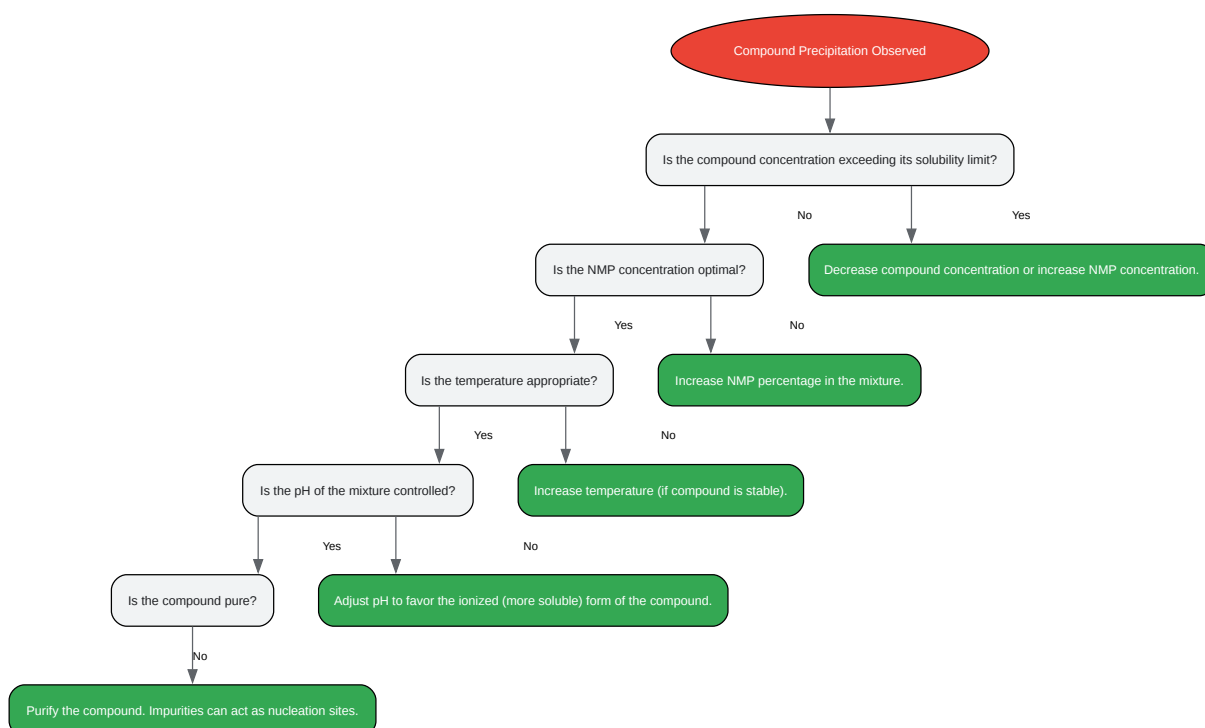 Compound Precipitation Observed
Is the compound concentration exceeding its solubility limit?
No
Yes
Is the NMP concentration optimal?
Decrease compound concentration or increase NMP concentration.
Yes
No
Is the temperature appropriate?
Increase NMP percentage in the mixture.
Yes
No
Is the pH of the mixture controlled?
Increase temperature (if compound is stable).
Yes
No
Is the compound pure?
Adjust pH to favor the ionized (more soluble) form of the compound.
No
Purify the compound. Impurities can act as nucleation sites.